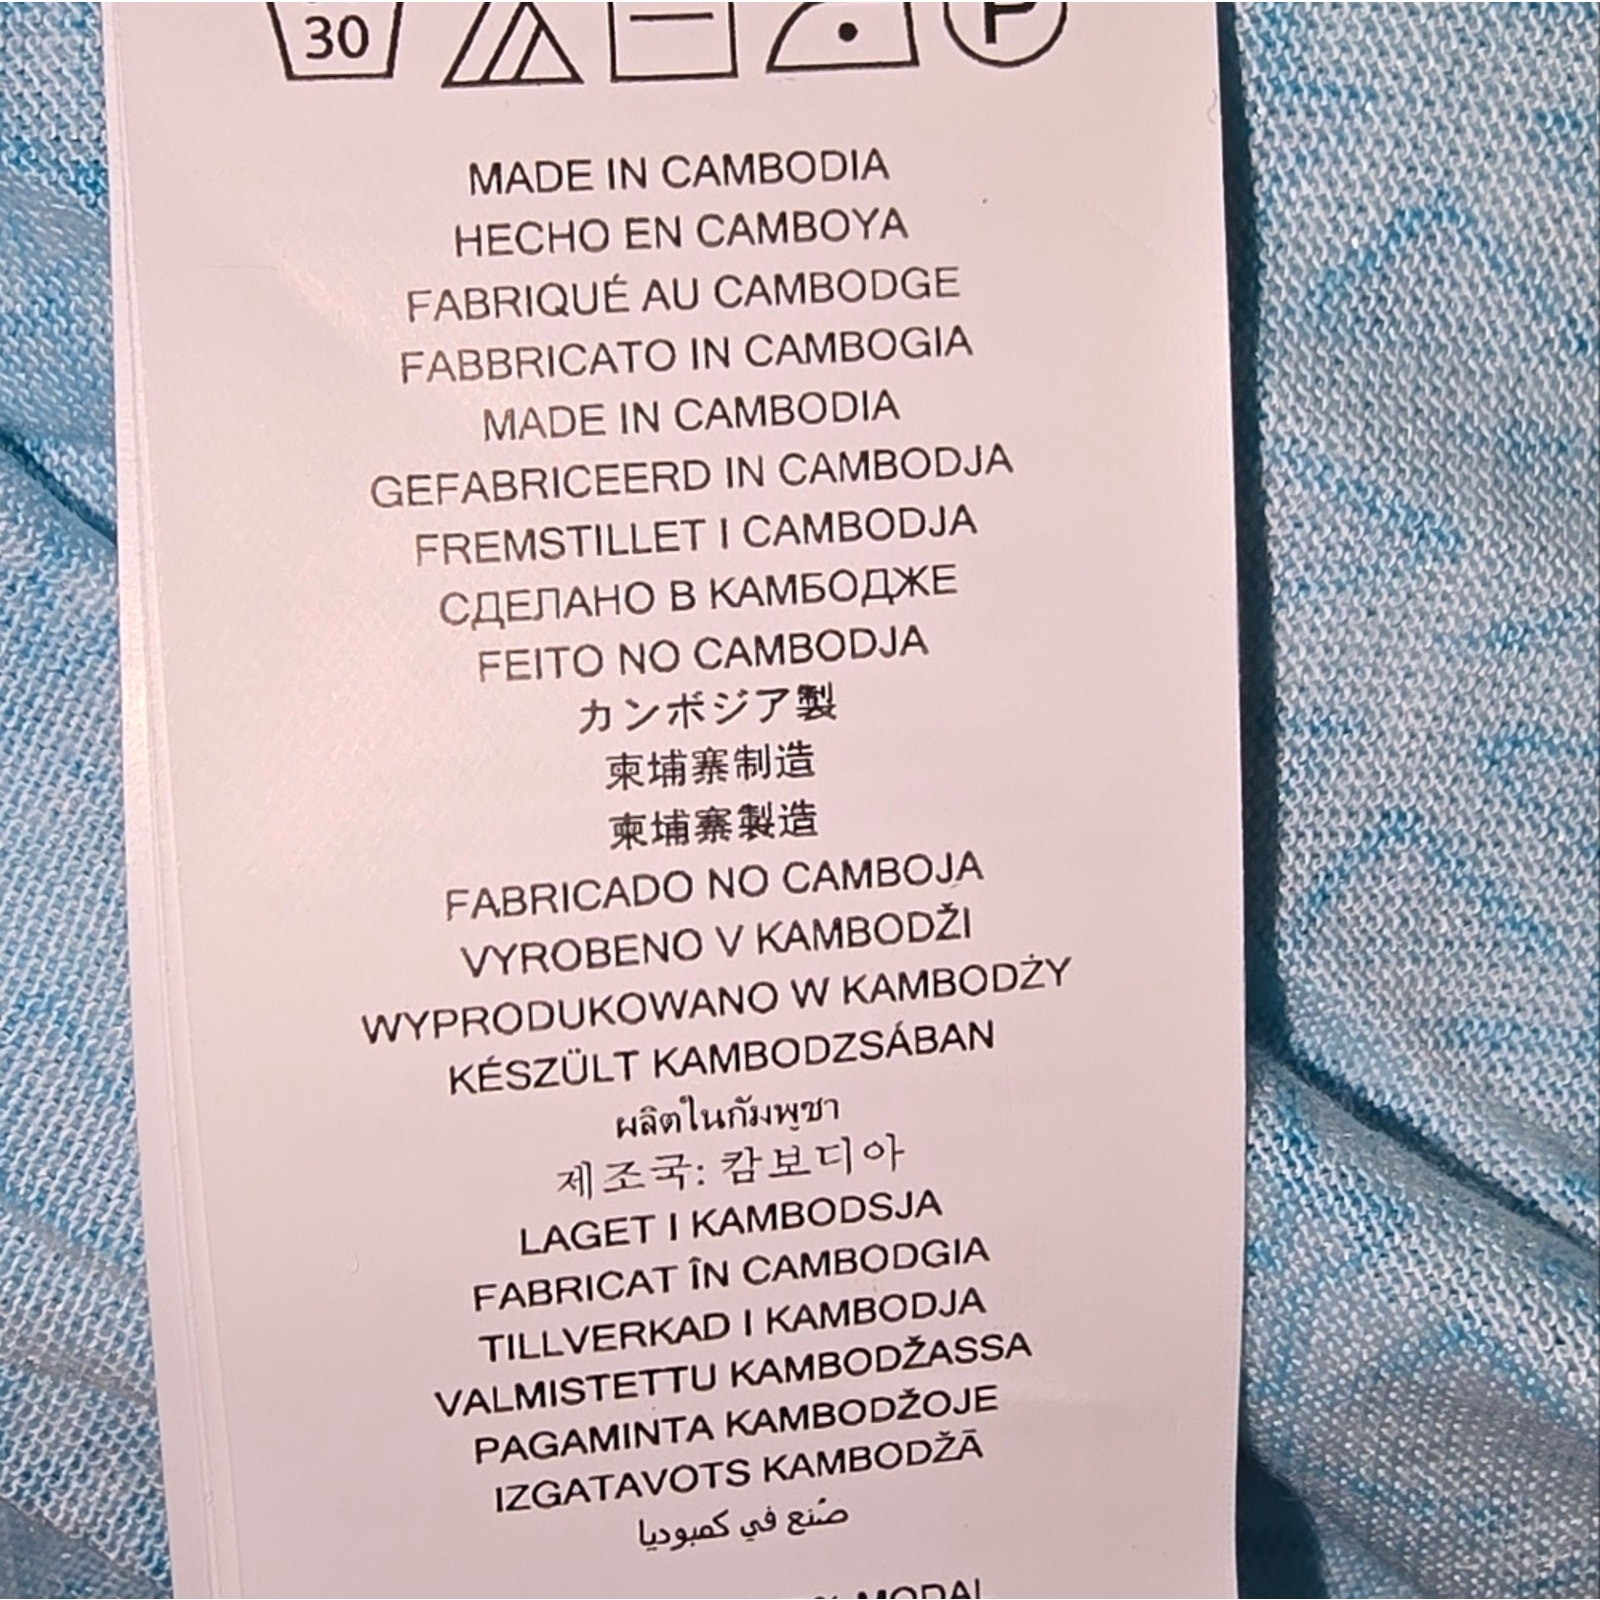 30
P
MADE IN CAMBODIA
HECHO EN CAMBOYA
FABRIQUÉ AU CAMBODGE
FABBRICATO IN CAMBOGIA
MADE IN CAMBODIA
GEFABRICEERD IN CAMBODJA
FREMSTILLET I CAMBODJA
СДЕЛАНО В КАМБОДЖЕ
FEITO NO CAMBODJA
カンボジア製
柬埔寨制造
柬埔寨製造
FABRICADO NO CAMBOJA
VYROBENO V KAMBODŽI
WYPRODUKOWANO W KAMBODŻY
KÉSZÜLT KAMBODZSÁBAN
ผลิตในกัมพูชา
제조국: 캄보디아
LAGET I KAMBODSJA
FABRICAT ÎN CAMBODGIA
TILLVERKAD I KAMBODJA
VALMISTETTU KAMBODŽASSA
PAGAMINTA KAMBODŽOJE
IZGATAVOTS KAMBODŽĀ
صُنع في كمبوديا
% MODAL